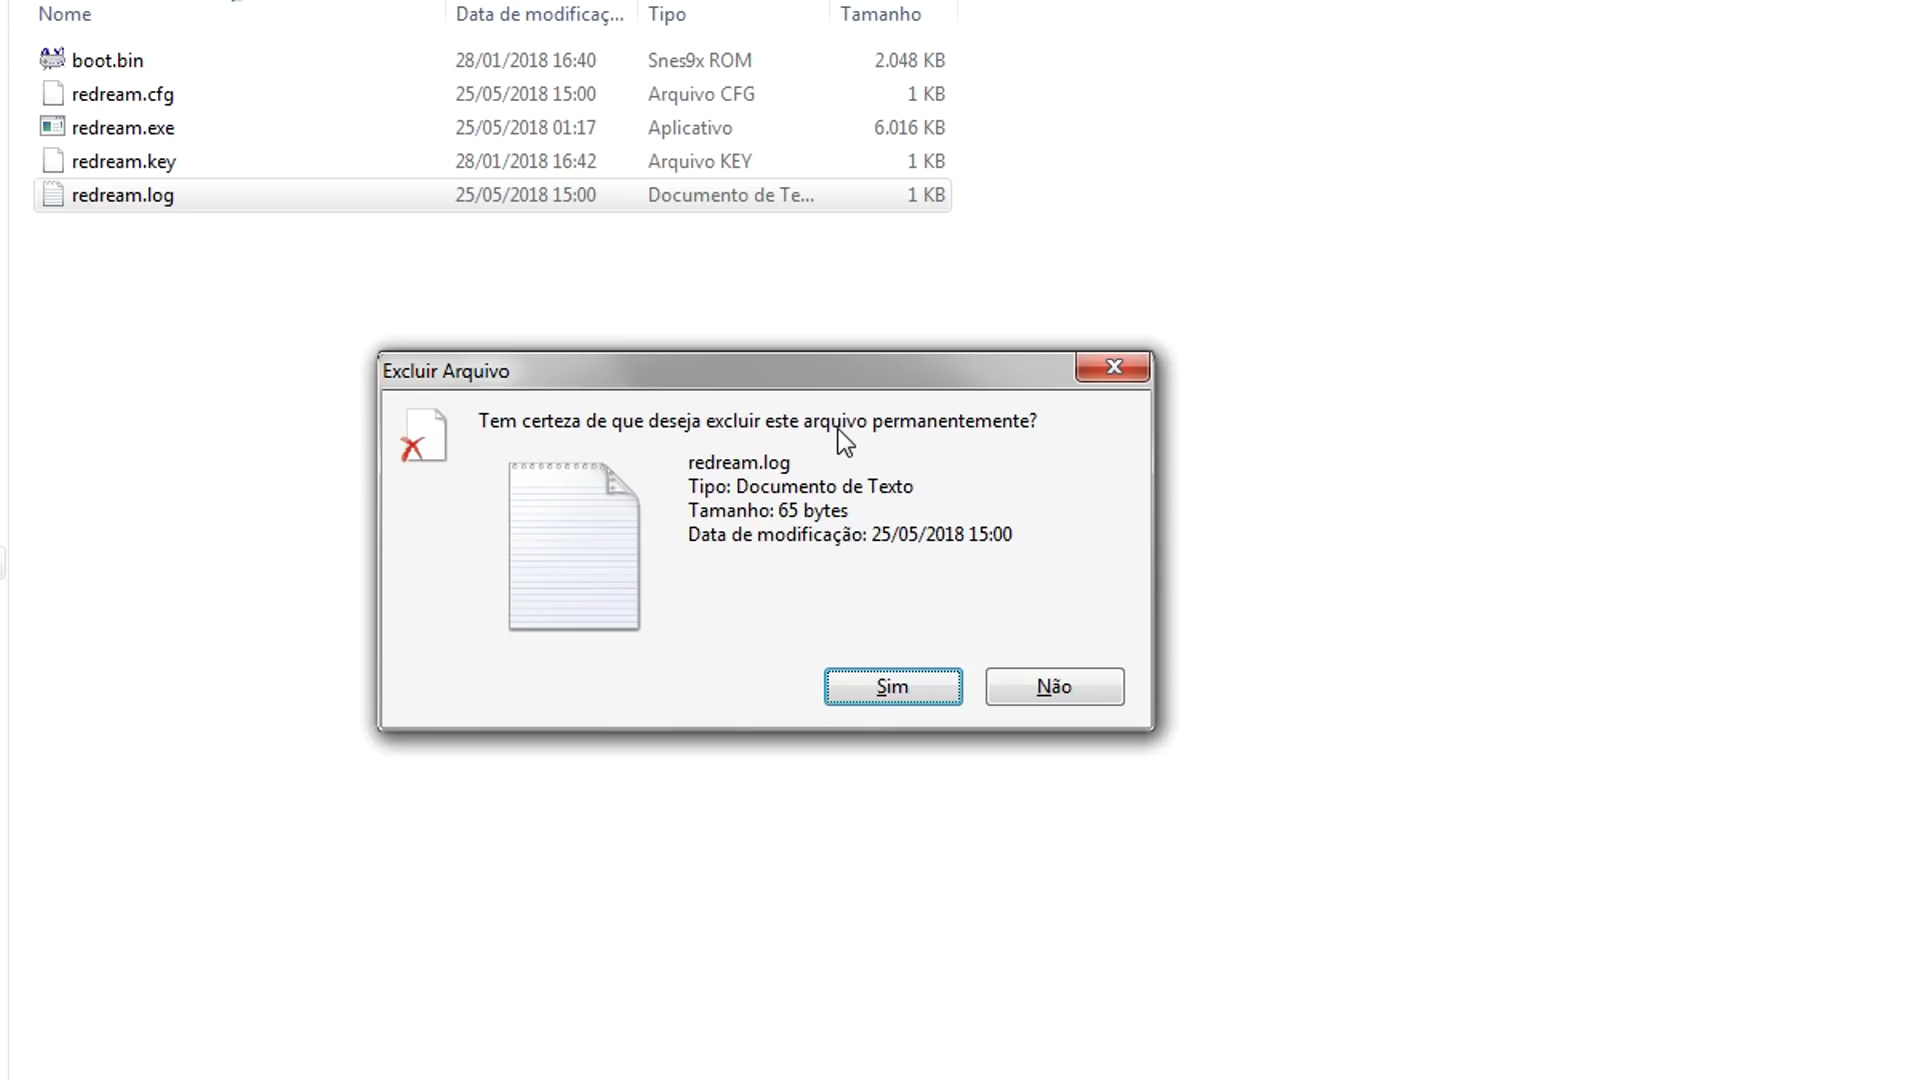 Nome Data de modificaç... Tipo Tamanho
boot.bin 28/01/2018 16:40 Snes9x ROM 2.048 KB
redream.cfg 25/05/2018 15:00 Arquivo CFG 1 KB
redream.exe 25/05/2018 01:17 Aplicativo 6.016 KB
redream.key 28/01/2018 16:42 Arquivo KEY 1 KB
redream.log 25/05/2018 15:00 Documento de Te... 1 KB
Excluir Arquivo
Tem certeza de que deseja excluir este arquivo permanentemente?
redream.log
Tipo: Documento de Texto
Tamanho: 65 bytes
Data de modificação: 25/05/2018 15:00
Sim Não